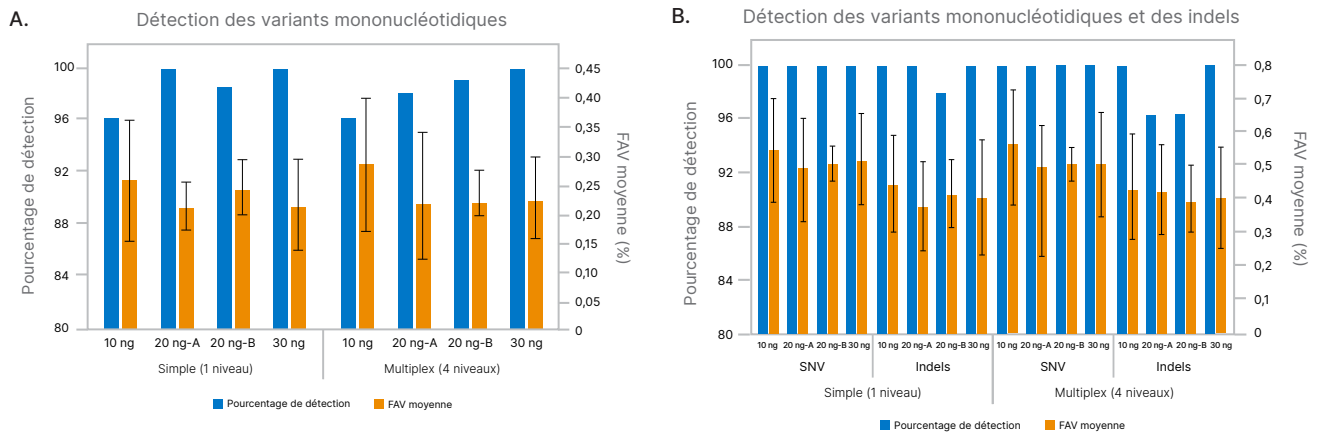 A.
Détection des variants mononucléotidiques
Pourcentage de détection
100
96
92
88
84
80
0,45
0,40
0,35
0,30
0,25
0,20
0,15
0,10
0,05
0
FAV moyenne (%)
10 ng 20 ng-A 20 ng-B 30 ng 10 ng 20 ng-A 20 ng-B 30 ng
Simple (1 niveau) Multiplex (4 niveaux)
Pourcentage de détection FAV moyenne
B.
Détection des variants mononucléotidiques et des indels
Pourcentage de détection
100
96
92
88
84
80
0,8
0,7
0,6
0,5
0,4
0,3
0,2
0,1
0
FAV moyenne (%)
10 ng 20 ng-A 20 ng-B 30 ng 10 ng 20 ng-A 20 ng-B 30 ng 10 ng 20 ng-A 20 ng-B 30 ng 10 ng 20 ng-A 20 ng-B 30 ng
SNV Indels SNV Indels
Simple (1 niveau) Multiplex (4 niveaux)
Pourcentage de détection FAV moyenne